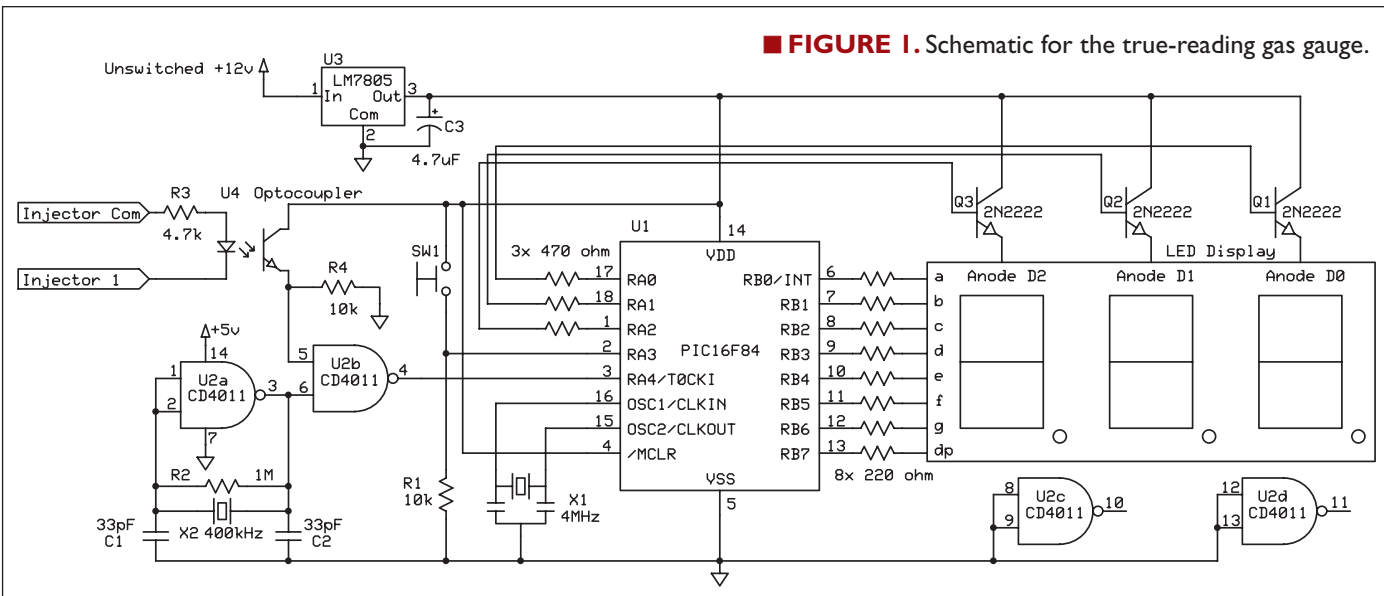 ■ FIGURE 1. Schematic for the true-reading gas gauge.
Unswitched +12v
U3
LM7805
1
In
Out
3
Com
2
+
C3
4.7uF
R3
U4
Optocoupler
Injector Com
4.7k
Injector 1
R4
10k
+5v
14
1
2
U2a
CD4011
3
7
5
6
U2b
CD4011
4
R2
1M
33pF
C1
X2
400kHz
33pF
C2
SW1
R1
10k
3x 470 ohm
U1
14
VDD
17
RA0
18
RA1
1
RA2
2
RA3
3
RA4/T0CKI
16
OSC1/CLKIN
15
OSC2/CLKOUT
4
/MCLR
PIC16F84
VSS
5
X1
4MHz
RB0/INT
6
RB1
7
RB2
8
RB3
9
RB4
10
RB5
11
RB6
12
RB7
13
8x 220 ohm
Q3
2N2222
Q2
2N2222
Q1
2N2222
LED Display
Anode D2
Anode D1
Anode D0
a
b
c
d
e
f
g
dp
8
9
U2c
CD4011
10
12
13
U2d
CD4011
11